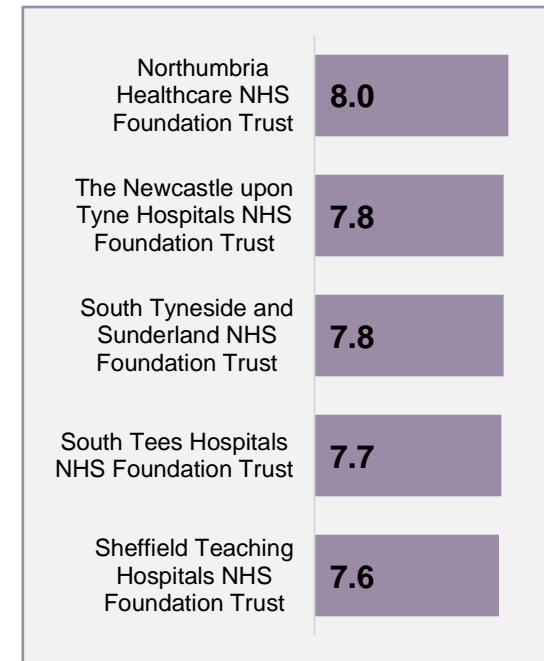 Northumbria
Healthcare NHS
Foundation Trust
8.0
The Newcastle upon
Tyne Hospitals NHS
Foundation Trust
7.8
South Tyneside and
Sunderland NHS
Foundation Trust
7.8
South Tees Hospitals
NHS Foundation Trust
7.7
Sheffield Teaching
Hospitals NHS
Foundation Trust
7.6